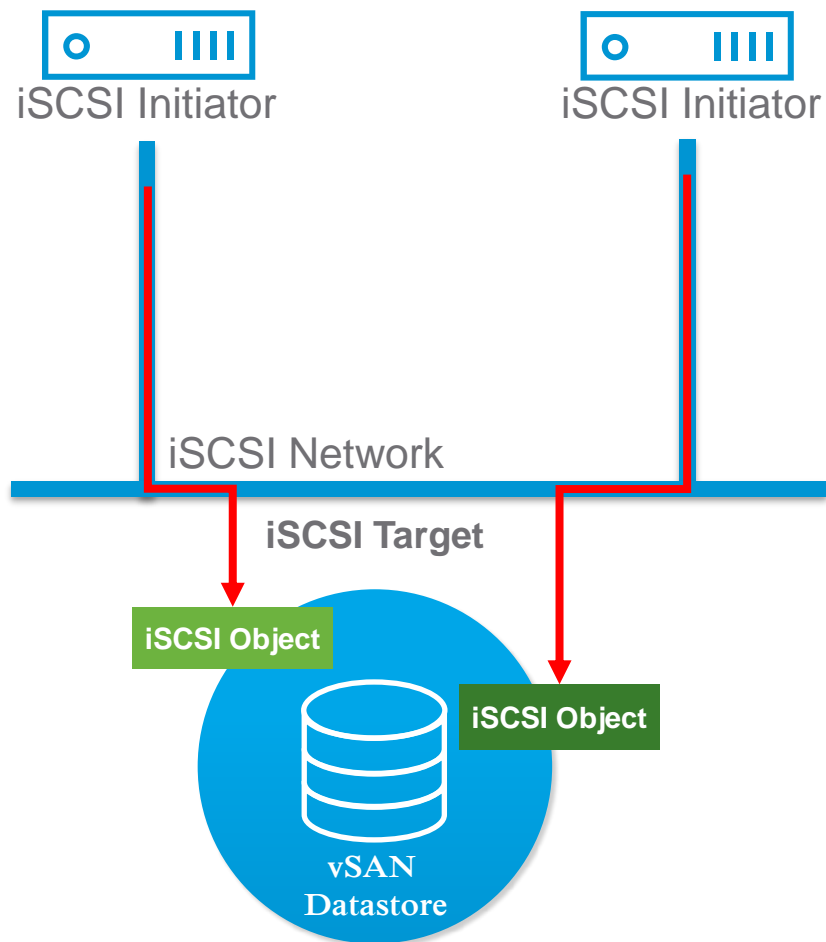 iSCSI Initiator
iSCSI Initiator
iSCSI Network
iSCSI Target
iSCSI Object
iSCSI Object
vSAN
Datastore